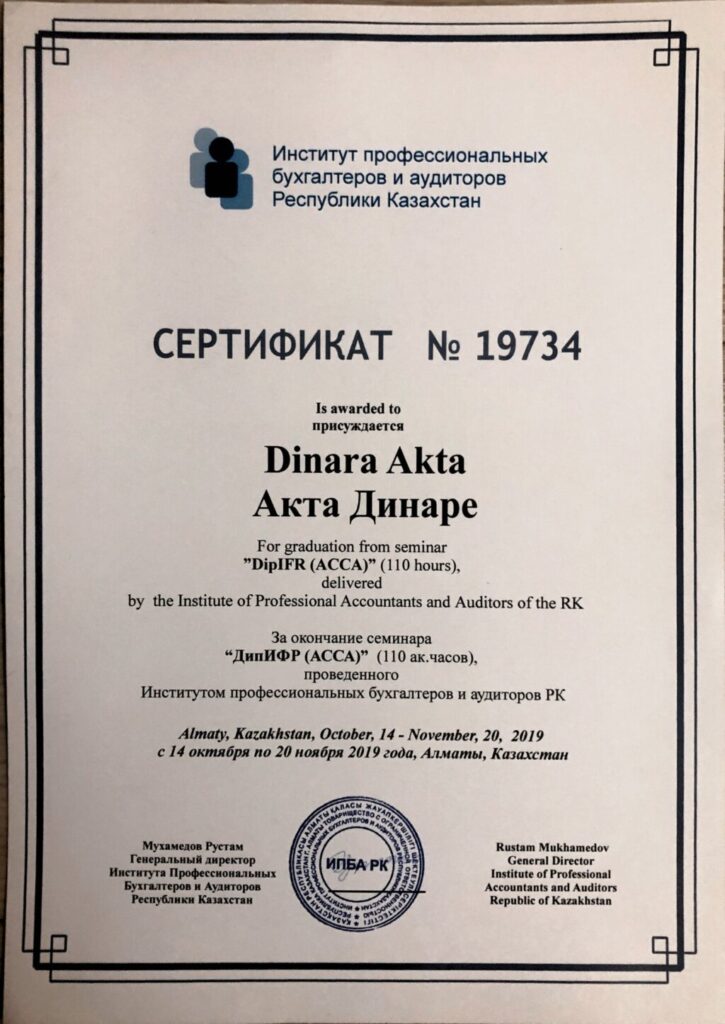 Институт профессиональных
бухгалтеров и аудиторов
Республики Казахстан
СЕРТИФИКАТ № 19734
Is awarded to
присуждается
Dinara Akta
Акта Динаре
For graduation from seminar
”DipIFR (ACCA)” (110 hours),
delivered
by the Institute of Professional Accountants and Auditors of the RK
За окончание семинара
“ДипИФР (АССА)” (110 ак.часов),
проведенного
Институтом профессиональных бухгалтеров и аудиторов РК
Almaty, Kazakhstan, October, 14 - November, 20, 2019
с 14 октября по 20 ноября 2019 года, Алматы, Казахстан
Мухамедов Рустам
Генеральный директор
Института Профессиональных
Бухгалтеров и Аудиторов
Республики Казахстан
ИПБА РК
Rustam Mukhamedov
General Director
Institute of Professional
Accountants and Auditors
Republic of Kazakhstan